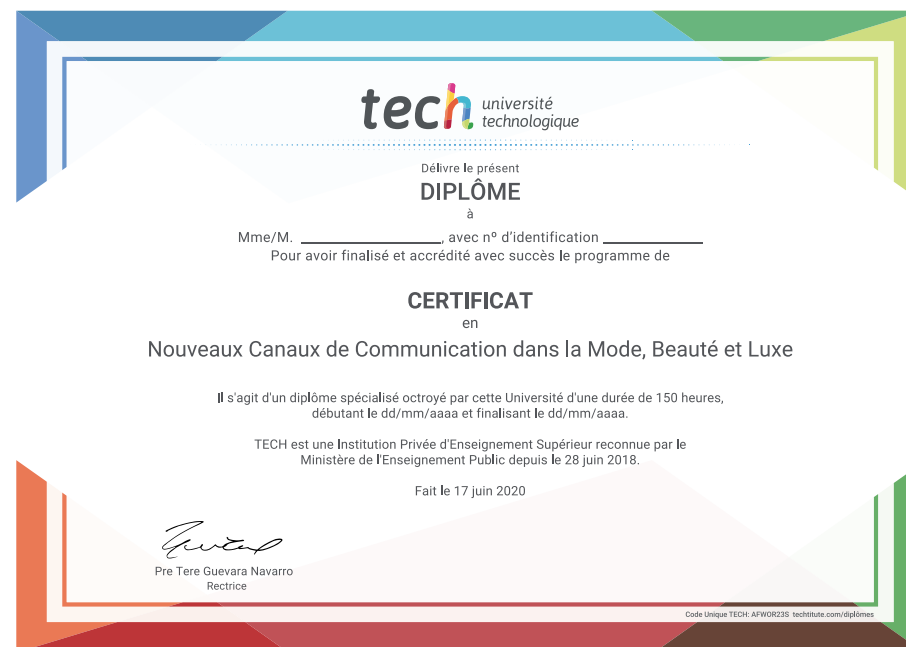 tech université
technologique
Délivre le présent
DIPLÔME
à
Mme/M. ____________________, avec nº d'identification ______________
Pour avoir finalisé et accrédité avec succès le programme de
CERTIFICAT
en
Nouveaux Canaux de Communication dans la Mode, Beauté et Luxe
Il s'agit d'un diplôme spécialisé octroyé par cette Université d'une durée de 150 heures,
débutant le dd/mm/aaaa et finalisant le dd/mm/aaaa.
TECH est une Institution Privée d'Enseignement Supérieur reconnue par le
Ministère de l'Enseignement Public depuis le 28 juin 2018.
Fait le 17 juin 2020
Pre Tere Guevara Navarro
Rectrice
Code Unique TECH: AFWOR23S techtitute.com/diplômes